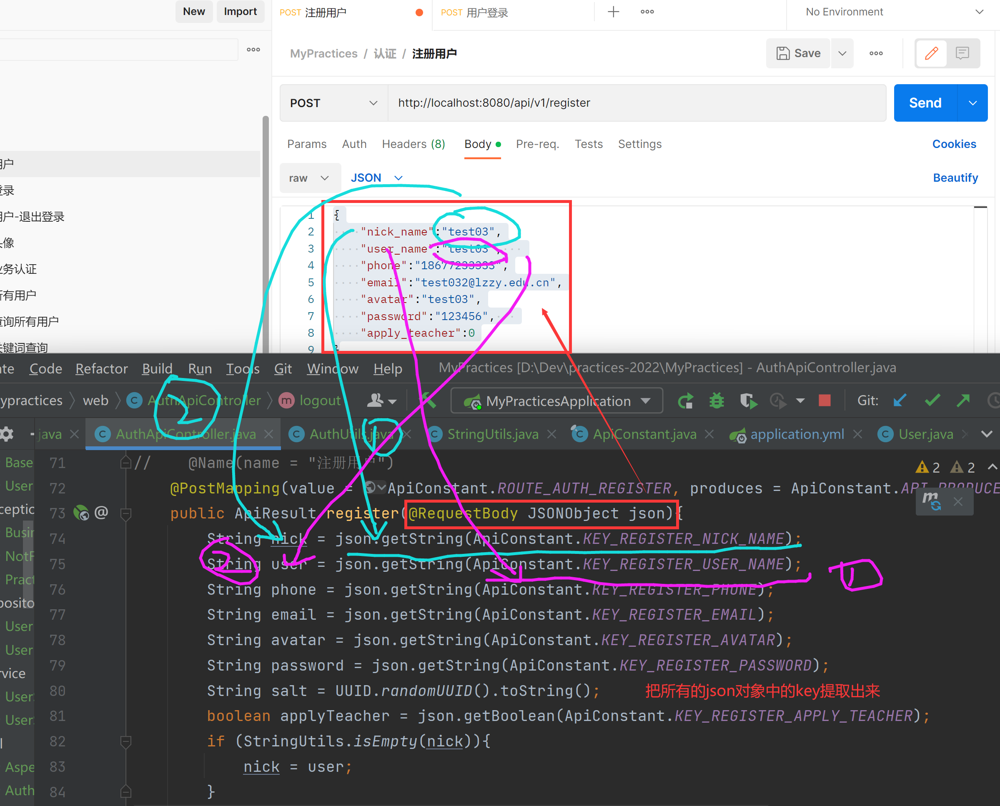 New Import POST 注册用户 POST 用户登录 No Environment
MyPractices / 认证 / 注册用户 Save
POST http://localhost:8080/api/v1/register Send
Params Auth Headers (8) Body Pre-req. Tests Settings Cookies
用户
raw JSON Beautify
登录
用户-退出登录
头像
业务认证
所有用户
查询所有用户
关键词查询
1 {
2 "nick_name":"test03",
3 "user_name":"test03",
4 "phone":"18677233333",
5 "email":"test032@lzzy.edu.cn",
6 "avatar":"test03",
7 "password":"123456",
8 "apply_teacher":0
9 }
ate Code Refactor Build Run Tools Git Window Help MyPractices [D:\Dev\practices-2022\MyPractices] - AuthApiController.java
ypractices web AuthApiController logout MyPracticesApplication Git:
.java AuthApiController.java AuthUtils.java StringUtils.java ApiConstant.java application.yml User.java
71 // @Name(name = "注册用户") 2 2
72 @PostMapping(value = ApiConstant.ROUTE_AUTH_REGISTER, produces = ApiConstant.API_PRODUCE
73 public ApiResult register(@RequestBody JSONObject json){
74 String nick = json.getString(ApiConstant.KEY_REGISTER_NICK_NAME);
75 String user = json.getString(ApiConstant.KEY_REGISTER_USER_NAME);
76 String phone = json.getString(ApiConstant.KEY_REGISTER_PHONE);
77 String email = json.getString(ApiConstant.KEY_REGISTER_EMAIL);
78 String avatar = json.getString(ApiConstant.KEY_REGISTER_AVATAR);
79 String password = json.getString(ApiConstant.KEY_REGISTER_PASSWORD);
80 String salt = UUID.randomUUID().toString(); 把所有的json对象中的key提取出来
81 boolean applyTeacher = json.getBoolean(ApiConstant.KEY_REGISTER_APPLY_TEACHER);
82 if (StringUtils.isEmpty(nick)){
83 nick = user;
84 }
Base
User
ceptio
Busin
NotF
Pract
posito
User
User
rvice
User
User
l
Aspe
Auth